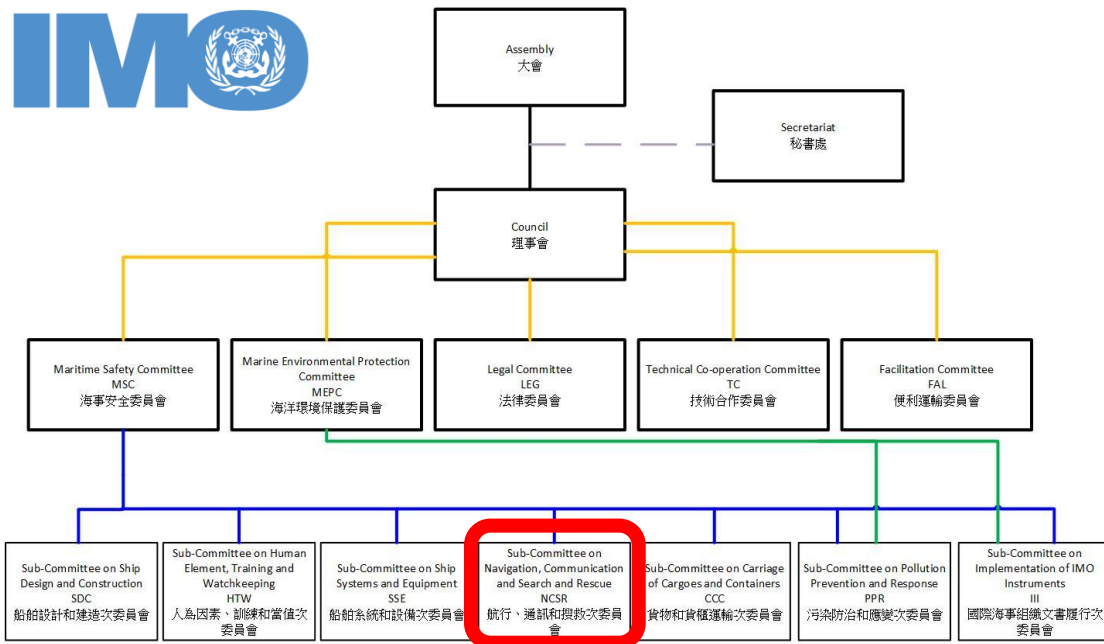 IMO
Assembly
大會
Secretariat
秘書處
Council
理事會
Maritime Safety Committee
MSC
海事安全委員會
Marine Environmental Protection
Committee
MEPC
海洋環境保護委員會
Legal Committee
LEG
法律委員會
Technical Co-operation Committee
TC
技術合作委員會
Facilitation Committee
FAL
便利運輸委員會
Sub-Committee on Ship
Design and Construction
SDC
船舶設計和建造次委員會
Sub-Committee on Human
Element, Training and
Watchkeeping
HTW
人為因素、訓練和當值次
委員會
Sub-Committee on Ship
Systems and Equipment
SSE
船舶系統和設備次委員會
Sub-Committee on
Navigation, Communication
and Search and Rescue
NCSR
航行、通訊和搜救次委員
會
Sub-Committee on Carriage
of Cargoes and Containers
CCC
貨物和貨櫃運輸次委員會
Sub-Committee on Pollution
Prevention and Response
PPR
污染防治和應變次委員會
Sub-Committee on
Implementation of IMO
Instruments
III
國際海事組織文書履行次
委員會